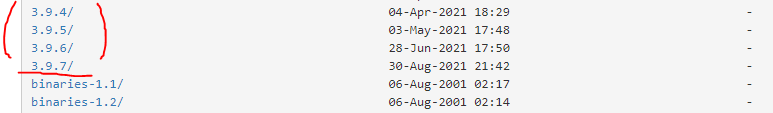 3.9.4/ 04-Apr-2021 18:29 -
3.9.5/ 03-May-2021 17:48 -
3.9.6/ 28-Jun-2021 17:50 -
3.9.7/ 30-Aug-2021 21:42 -
binaries-1.1/ 06-Aug-2001 02:17 -
binaries-1.2/ 06-Aug-2001 02:14 -